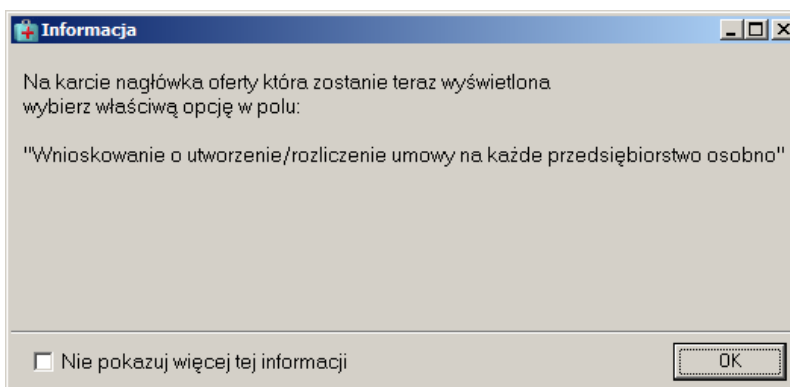 Informacja
Na karcie nagłówka oferty która zostanie teraz wyświetlona
wybierz właściwą opcję w polu:
"Wnioskowanie o utworzenie/rozliczenie umowy na każde przedsiębiorstwo osobno"
Nie pokazuj więcej tej informacji
OK